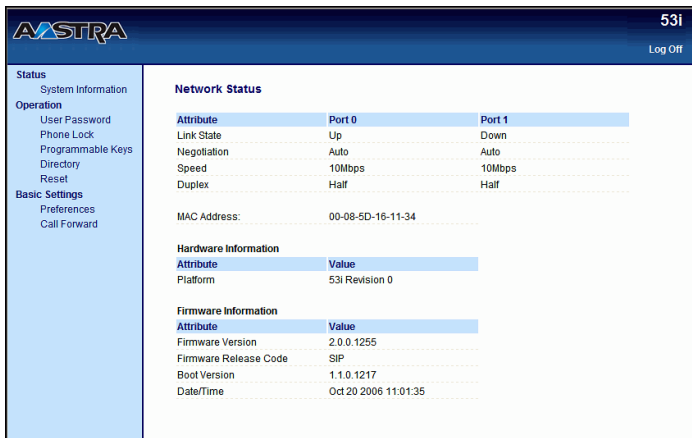 AASTRA
53i
Log Off
Status
System Information
Operation
User Password
Phone Lock
Programmable Keys
Directory
Reset
Basic Settings
Preferences
Call Forward
Network Status
Attribute Port 0 Port 1
Link State Up Down
Negotiation Auto Auto
Speed 10Mbps 10Mbps
Duplex Half Half
MAC Address: 00-08-5D-16-11-34
Hardware Information
Attribute Value
Platform 53i Revision 0
Firmware Information
Attribute Value
Firmware Version 2.0.0.1255
Firmware Release Code SIP
Boot Version 1.1.0.1217
Date/Time Oct 20 2006 11:01:35